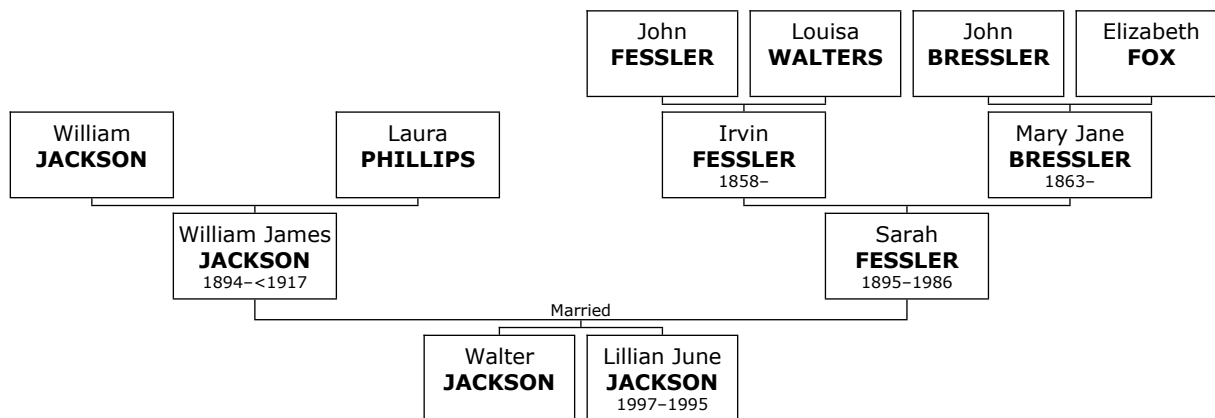 John
FESSLER
Louisa
WALTERS
John
BRESSLER
Elizabeth
FOX
William
JACKSON
Laura
PHILLIPS
Irvin
FESSLER
1858–
Mary Jane
BRESSLER
1863–
William James
JACKSON
1894–<1917
Sarah
FESSLER
1895–1986
Married
Walter
JACKSON
Lillian June
JACKSON
1997–1995